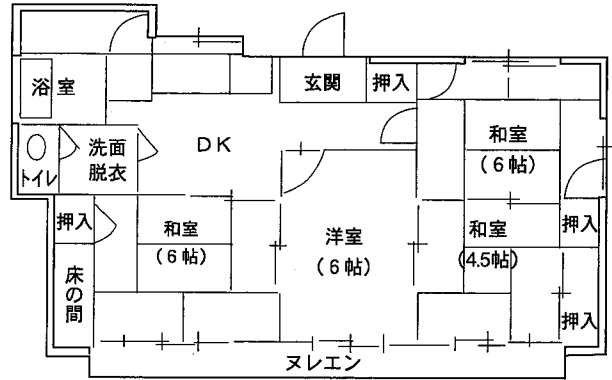 浴室
玄関
押入
トイレ
洗面
脱衣
DK
和室
(6帖)
押入
床の間
和室
(6帖)
洋室
(6帖)
和室
(4.5帖)
押入
押入
ヌレエン